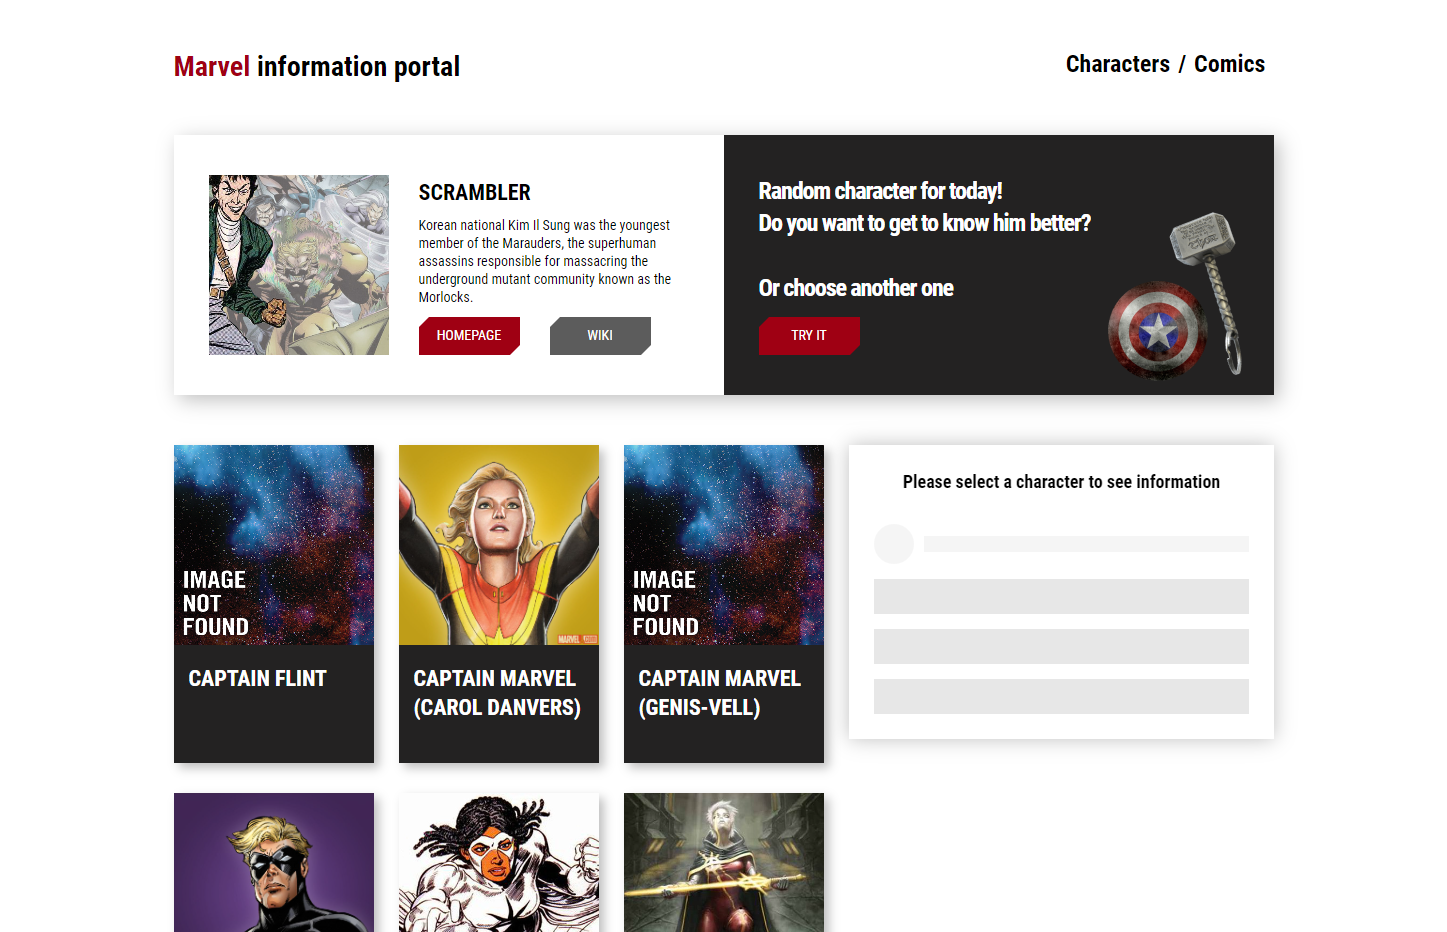 Marvel information portal
Characters / Comics
SCRAMBLER
Korean national Kim Il Sung was the youngest
member of the Marauders, the superhuman
assassins responsible for massacring the
underground mutant community known as the
Morlocks.
HOMEPAGE
WIKI
Random character for today!
Do you want to get to know him better?
Or choose another one
TRY IT
IMAGE
NOT
FOUND
CAPTAIN FLINT
MARVEL
CAPTAIN MARVEL
(CAROL DANVERS)
IMAGE
NOT
FOUND
CAPTAIN MARVEL
(GENIS-VELL)
Please select a character to see information